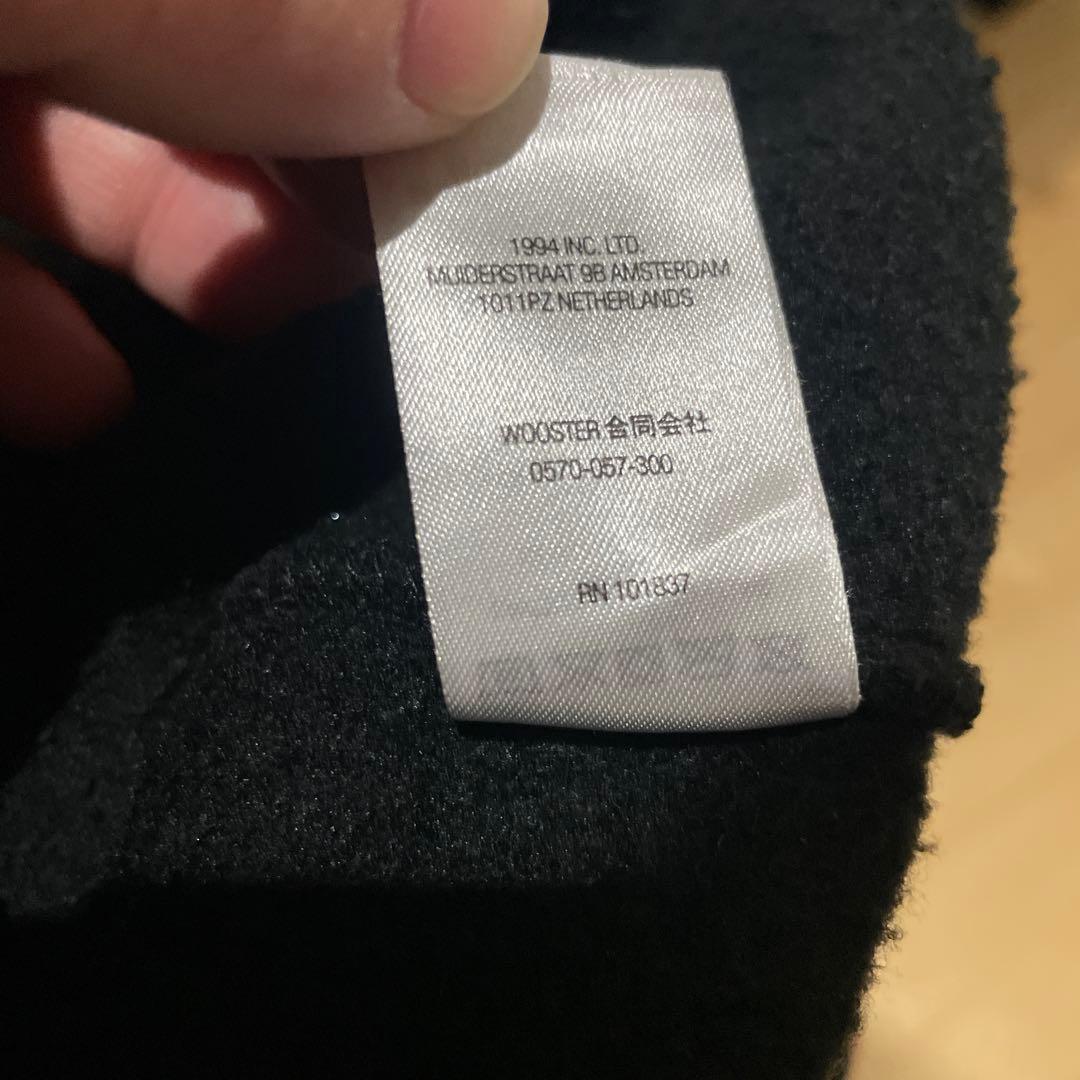 1994 INC. LTD.
MUIDERSTRAAT 9B AMSTERDAM
1011PZ NETHERLANDS
WOOSTER 合同会社
0570-057-300
RN 101837